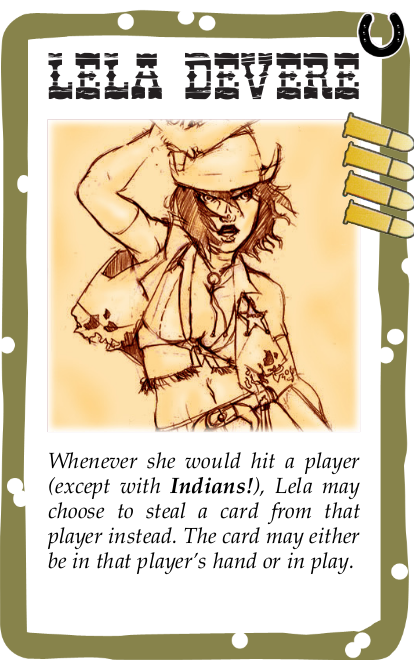 LELA DEVERE
Whenever she would hit a player
(except with Indians!), Lela may
choose to steal a card from that
player instead. The card may either
be in that player's hand or in play.